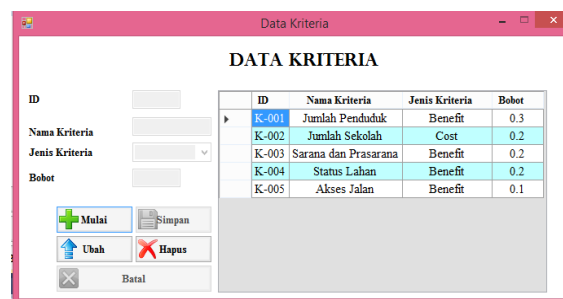 Data Kriteria
DATA KRITERIA
ID
Nama Kriteria
Jenis Kriteria
Bobot
Mulai Simpan
Ubah Hapus
Batal
ID Nama Kriteria Jenis Kriteria Bobot
K-001 Jumlah Penduduk Benefit 0.3
K-002 Jumlah Sekolah Cost 0.2
K-003 Sarana dan Prasarana Benefit 0.2
K-004 Status Lahan Benefit 0.2
K-005 Akses Jalan Benefit 0.1